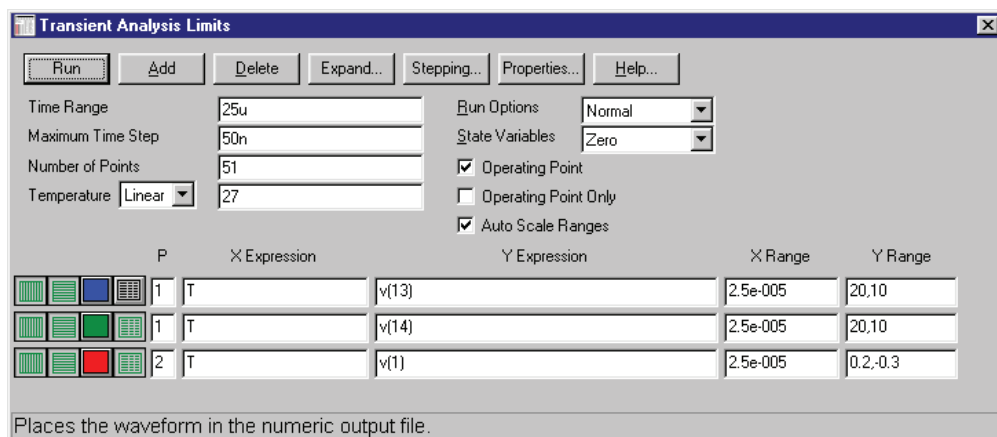 Transient Analysis Limits
Run Add Delete Expand... Stepping... Properties... Help...
Time Range 25u Run Options Normal
Maximum Time Step 50n State Variables Zero
Number of Points 51 Operating Point
Temperature Linear 27 Operating Point Only
Auto Scale Ranges
P X Expression Y Expression X Range Y Range
1 T v(13) 2.5e-005 20,10
1 T v(14) 2.5e-005 20,10
2 T v(1) 2.5e-005 0.2,-0.3
Places the waveform in the numeric output file.